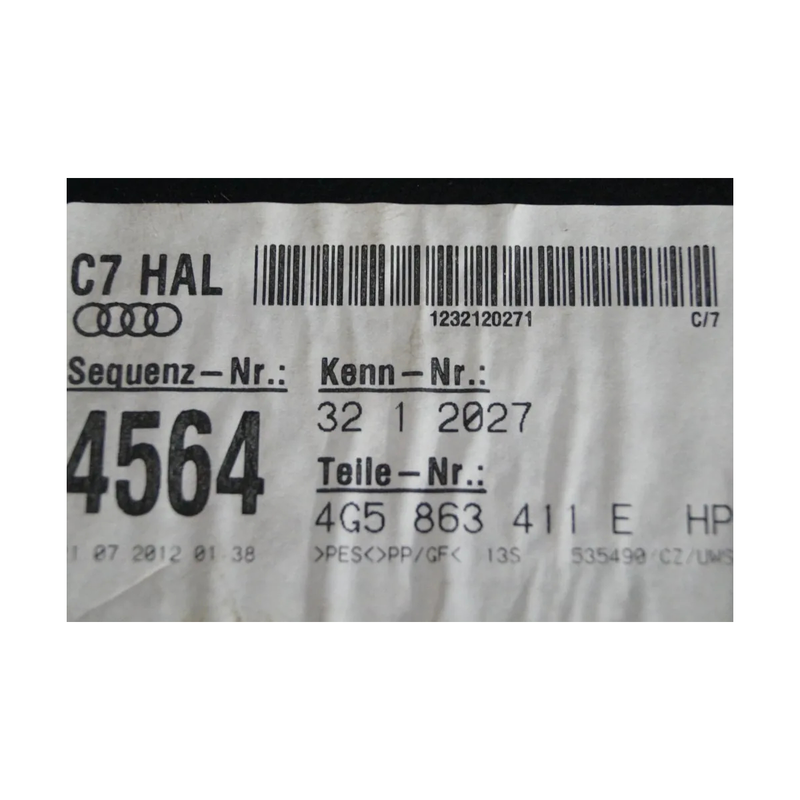 C7 HAL
1232120271 C/7
Sequenz-Nr.: Kenn-Nr.:
4564 32 1 2027
Teile-Nr.:
4G5 863 411 E HP
1 07 2012 01 38 >PES<>PP/GF< 13S 535490/CZ/UWS